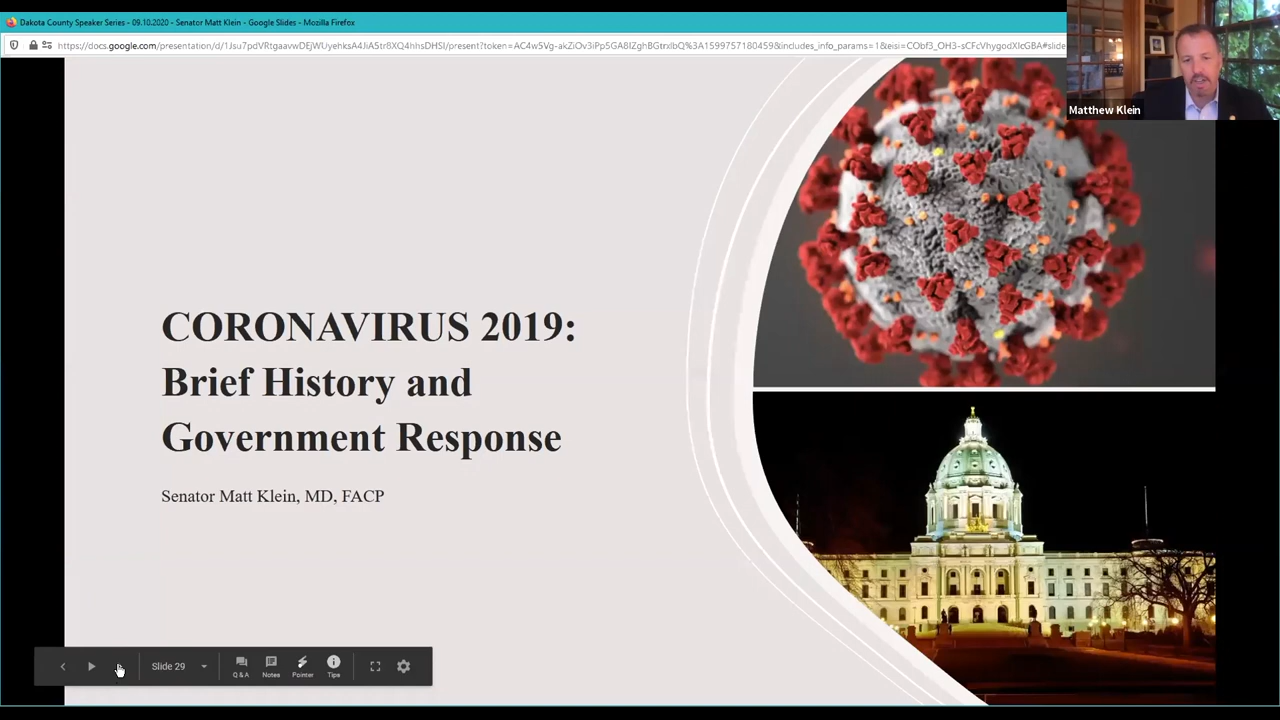 Dakota County Speaker Series - 09.10.2020 - Senator Matt Klein - Google Slides - Mozilla Firefox
Matthew Klein
CORONAVIRUS 2019:
Brief History and
Government Response
Senator Matt Klein, MD, FACP
Slide 29
Q & A
Notes
Pointer
Tips